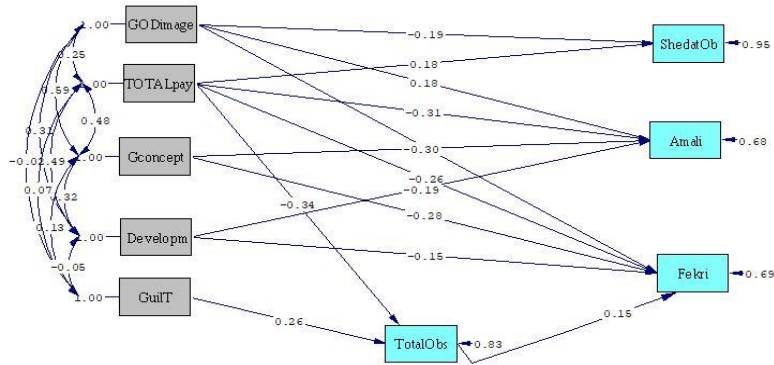 1.00 GODimage
-0.19
ShedatOb 0.95
0.25
0.18
0.18
TOTALpay
0.59
-0.31
0.48
0.31
Amali 0.68
-0.30
1.00 Gconcept
-0.02
0.49
-0.26
-0.19
0.07
0.32
-0.34
-0.28
0.13
1.00 Developm
-0.15
-0.05
Fekri 0.69
1.00 GuilT
0.26
0.15
TotalObs 0.83